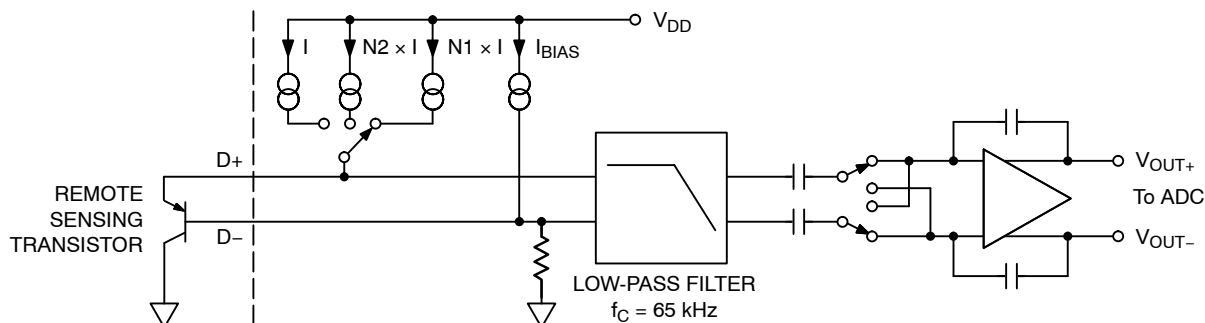 V_DD
I
N2 × I
N1 × I
I_BIAS
D+
REMOTE
SENSING
TRANSISTOR
D−
LOW-PASS FILTER
f_C = 65 kHz
V_OUT+
To ADC
V_OUT−